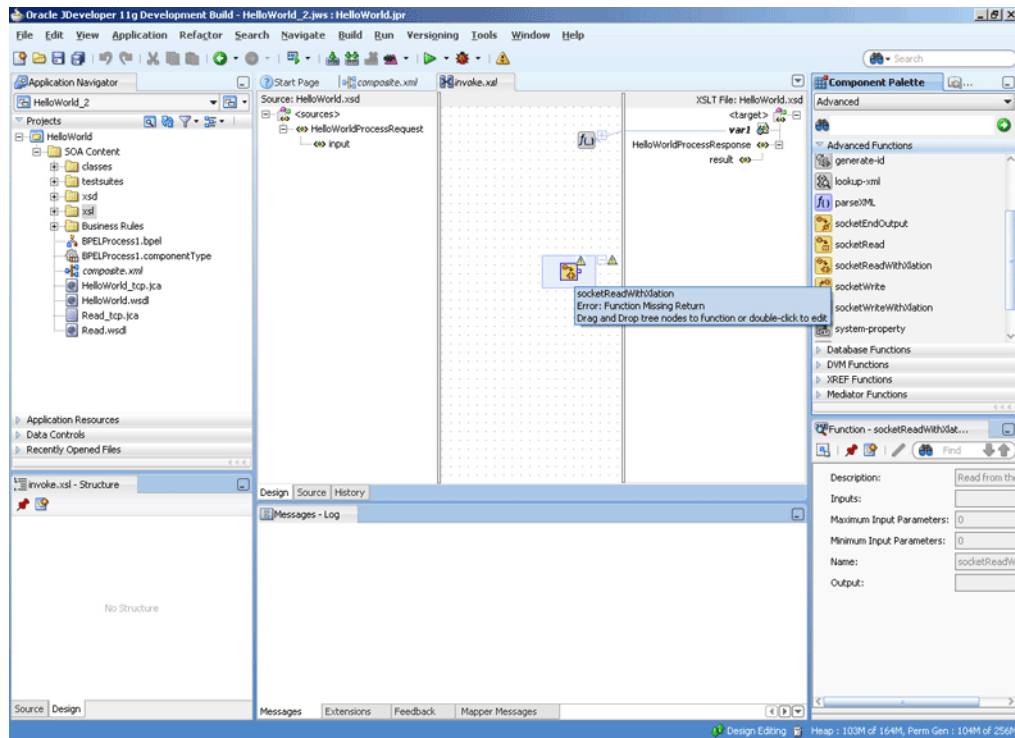 Oracle JDeveloper 11g Development Build - HelloWorld_2.jws : HelloWorld.jpr
File Edit View Application Refactor Search Navigate Build Run Versioning Tools Window Help
Search
Application Navigator
HelloWorld_2
Projects
HelloWorld
SOA Content
classes
testsuites
xsd
xsl
Business Rules
BPELProcess1.bpel
BPELProcess1.componentType
composite.xml
HelloWorld_tcp.jca
HelloWorld.wsdl
Read_tcp.jca
Read.wsdl
Application Resources
Data Controls
Recently Opened Files
invoke.xsl - Structure
No Structure
Source Design
Start Page composite.xml invoke.xsl
Source: HelloWorld.xsd
<sources>
HelloWorldProcessRequest
input
f()
XSLT File: HelloWorld.xsd
<target>
var1
HelloWorldProcessResponse
result
socketReadWithXlation
Error: Function Missing Return
Drag and Drop tree nodes to function or double-click to edit
Design Source History
Messages - Log
Messages Extensions Feedback Mapper Messages
Component Palette
Advanced
Advanced Functions
generate-id
lookup-xml
f() parseXML
socketEndOutput
socketRead
socketReadWithXlation
socketWrite
socketWriteWithXlation
system-property
Database Functions
DVM Functions
XREF Functions
Mediator Functions
Function - socketReadWithXlat...
Find
Description: Read from the
Inputs:
Maximum Input Parameters: 0
Minimum Input Parameters: 0
Name: socketReadW
Output:
Design Editing
Heap : 103M of 164M, Perm Gen : 104M of 256M